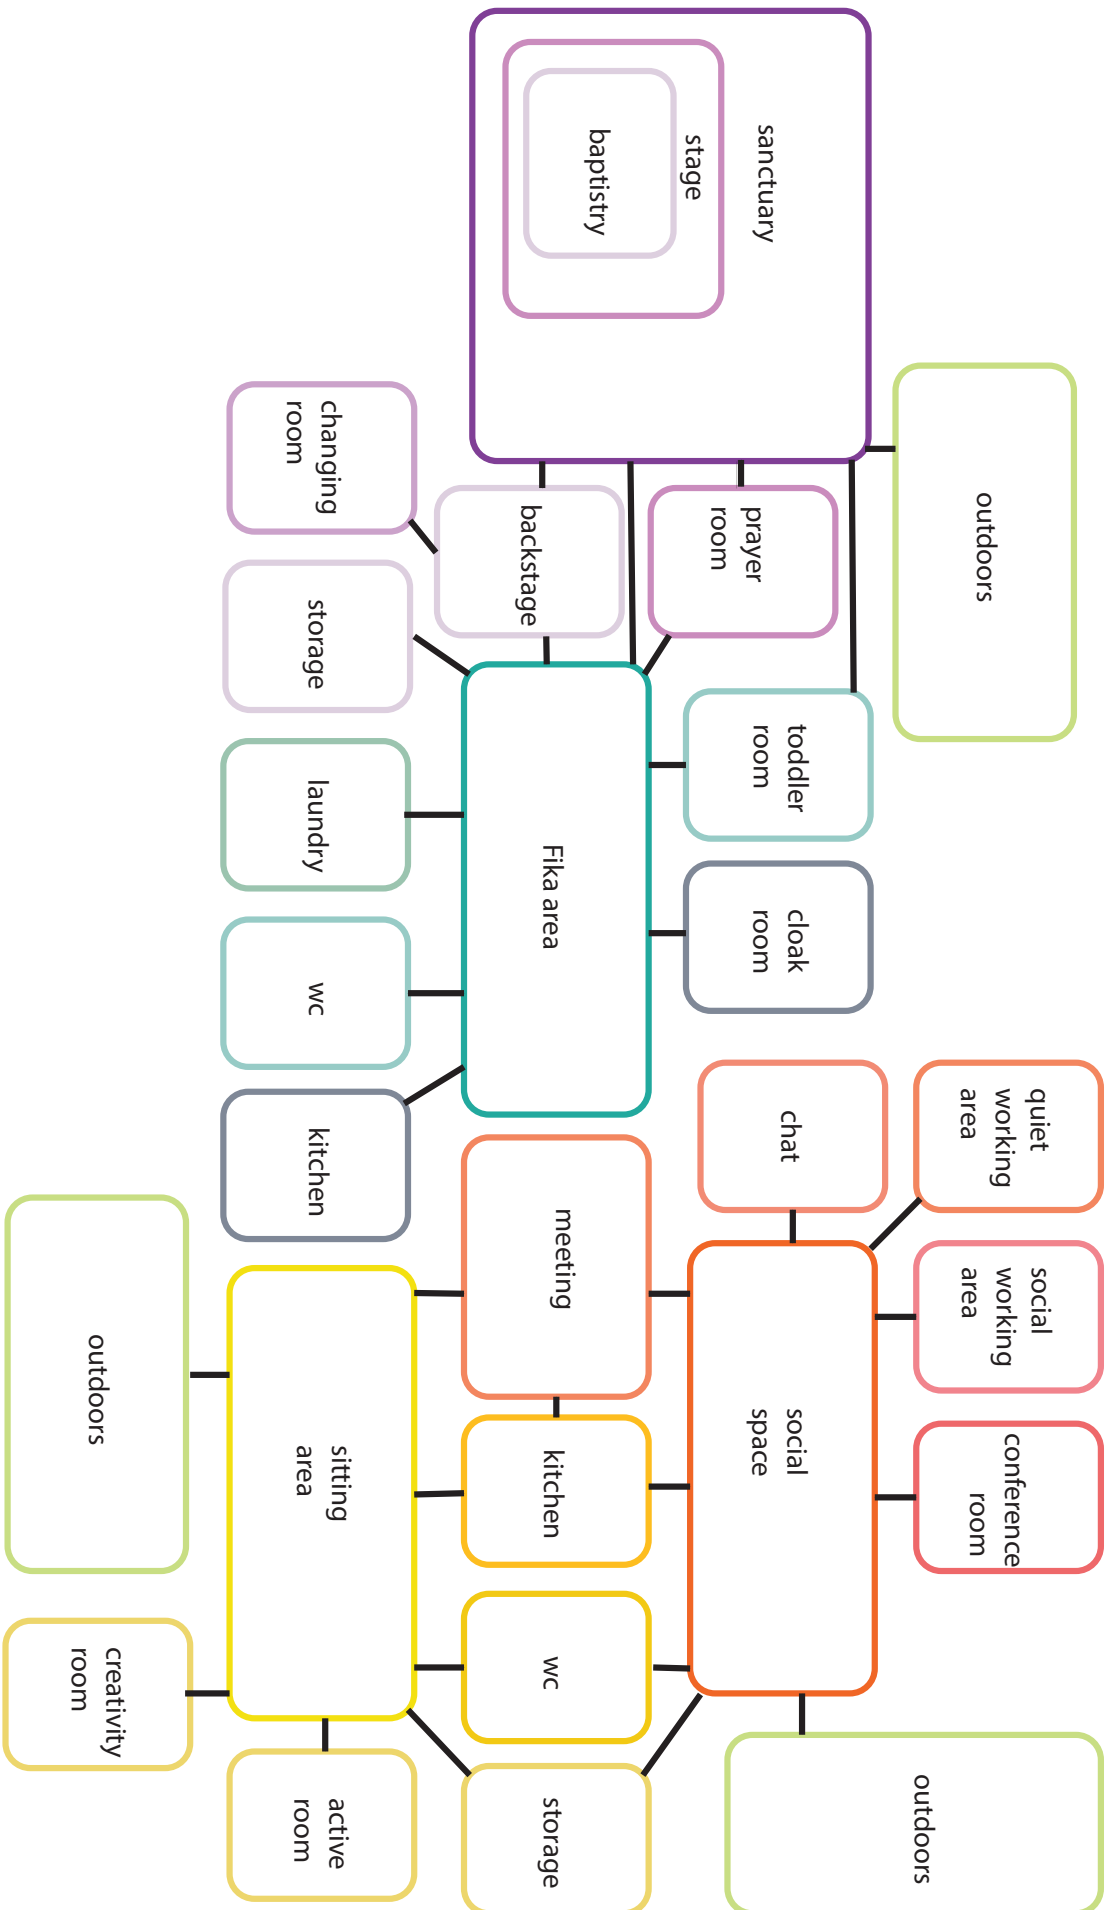 sanctuary
stage
baptistry
outdoors
changing
room
backstage
prayer
room
storage
toddler
room
laundry
Fika area
cloak
room
wc
kitchen
chat
quiet
working
area
meeting
social
working
area
outdoors
sitting
area
kitchen
social
space
conference
room
wc
creativity
room
active
room
storage
outdoors